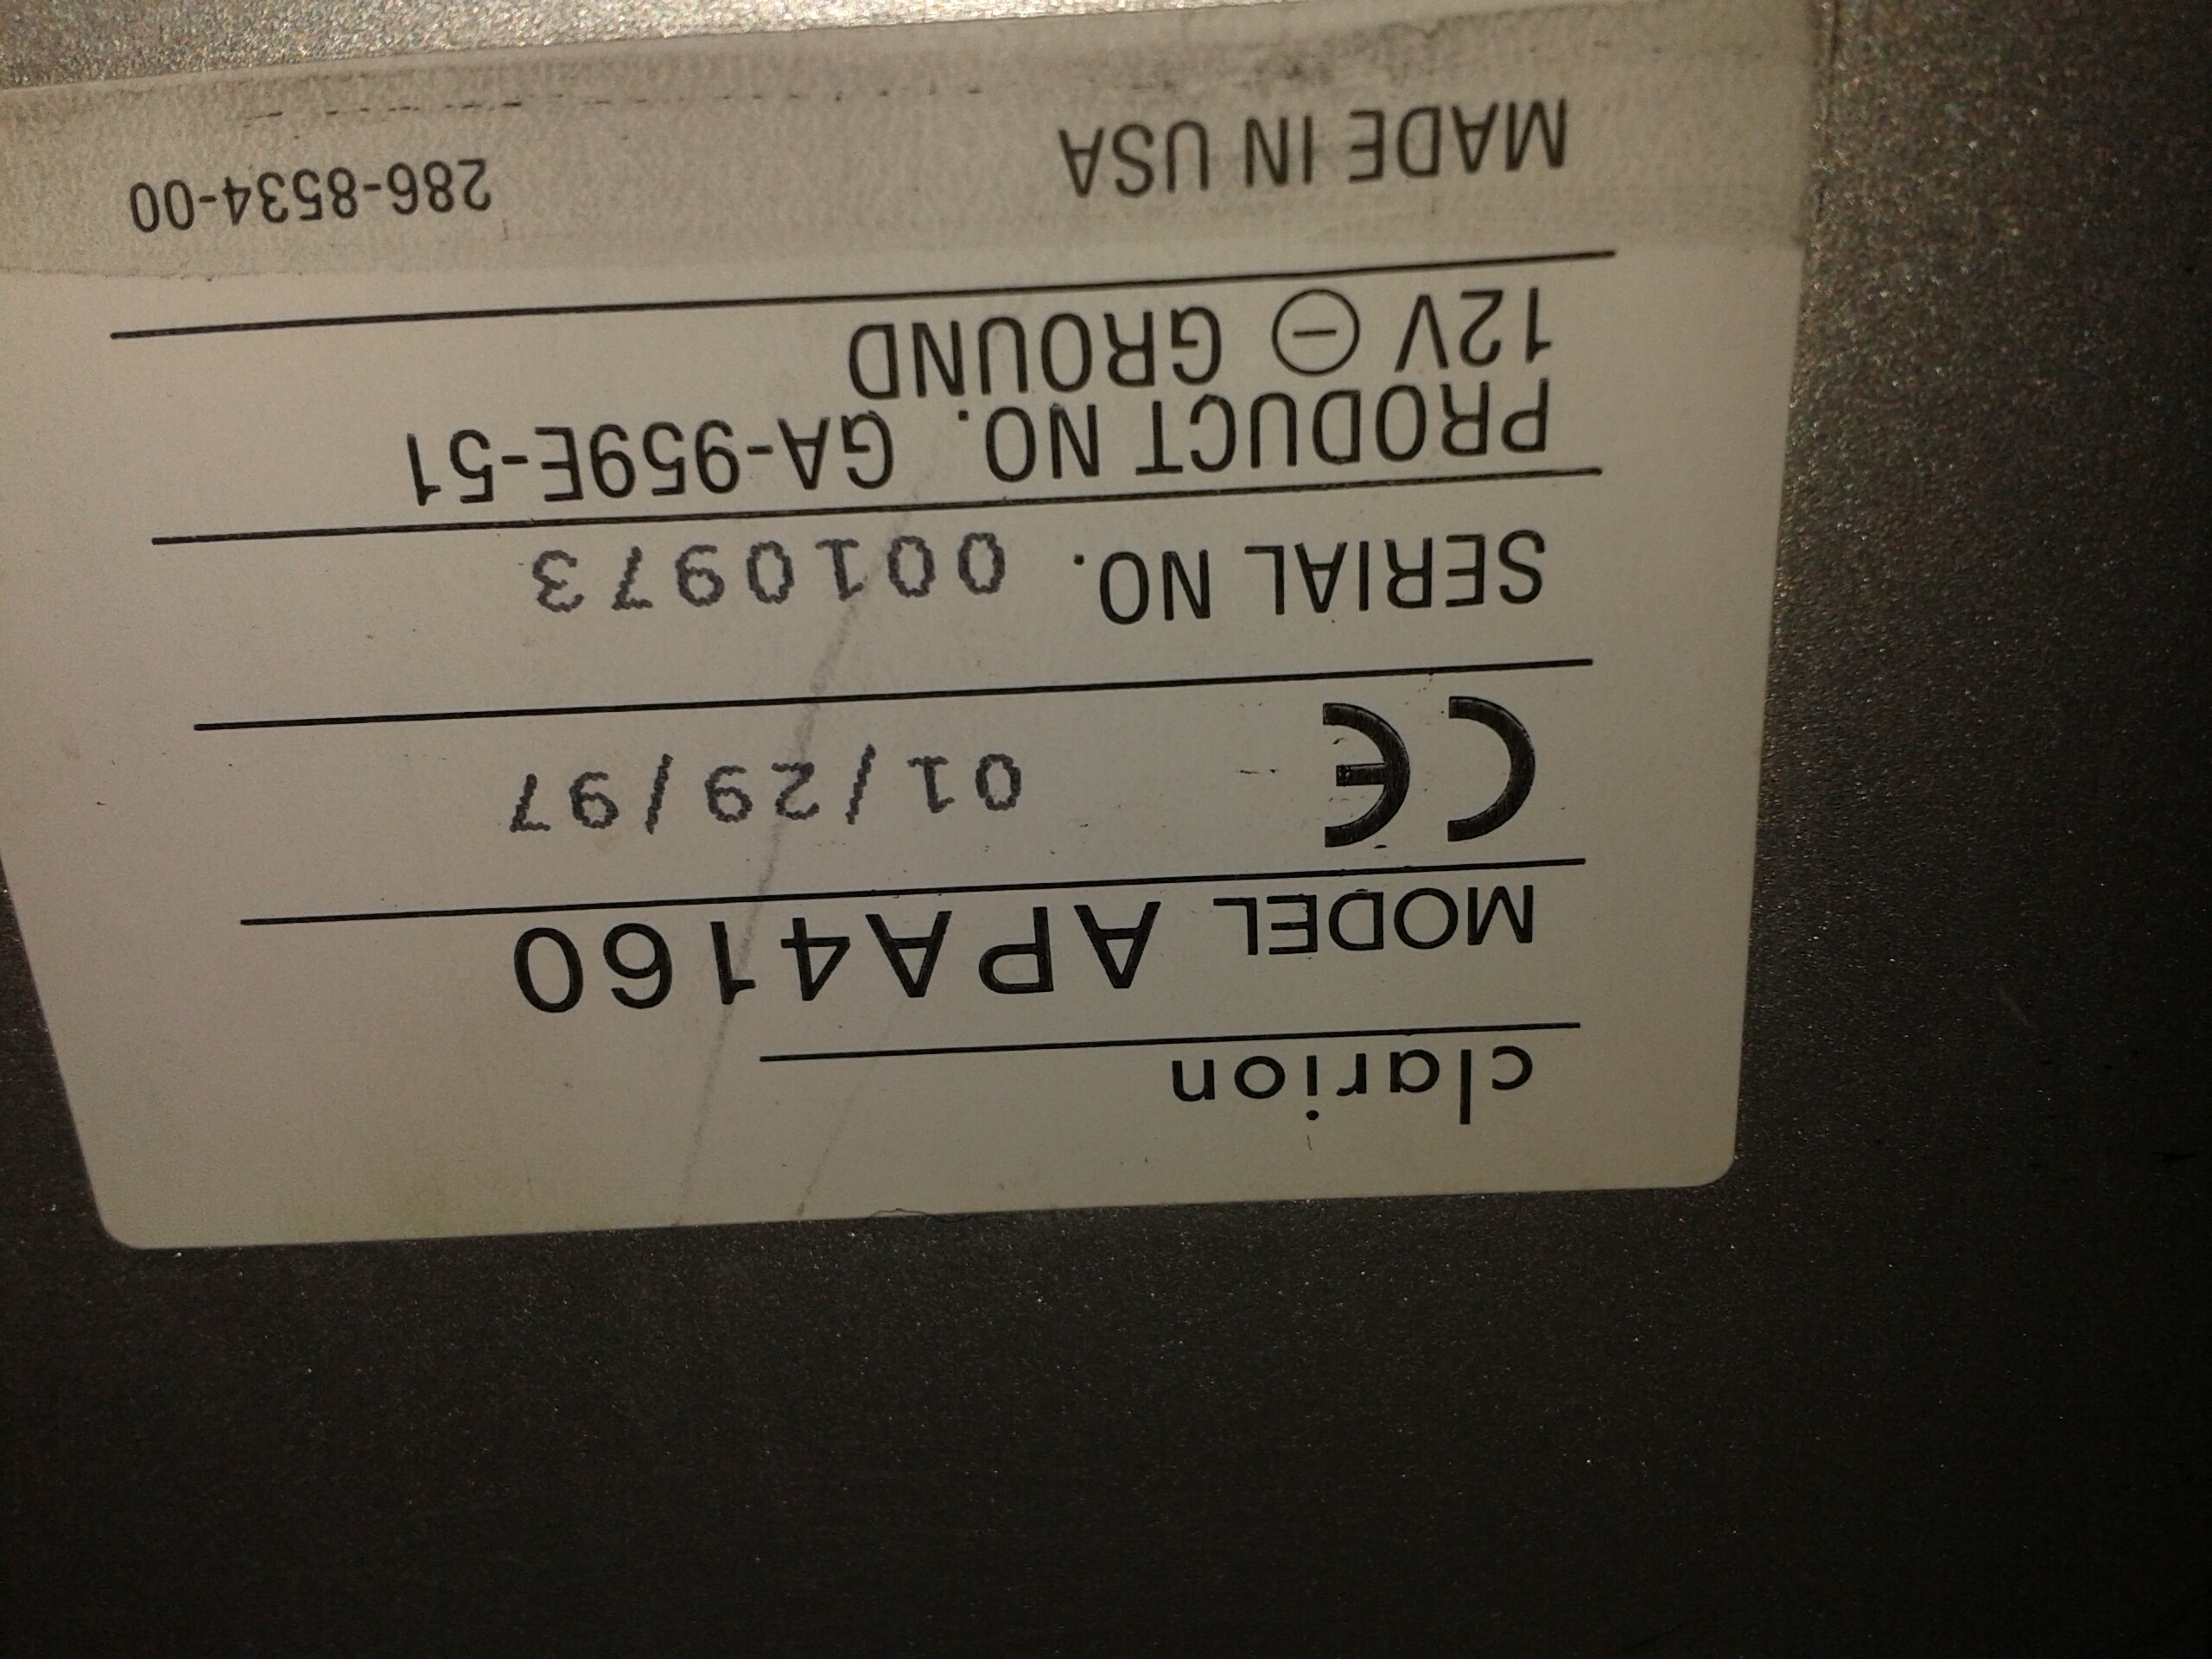 clarion
MODEL APA4160
CE 01/29/97
SERIAL NO. 0010973
PRODUCT NO. GA-959E-51
12V ⊖ GROUND
MADE IN USA 286-8534-00